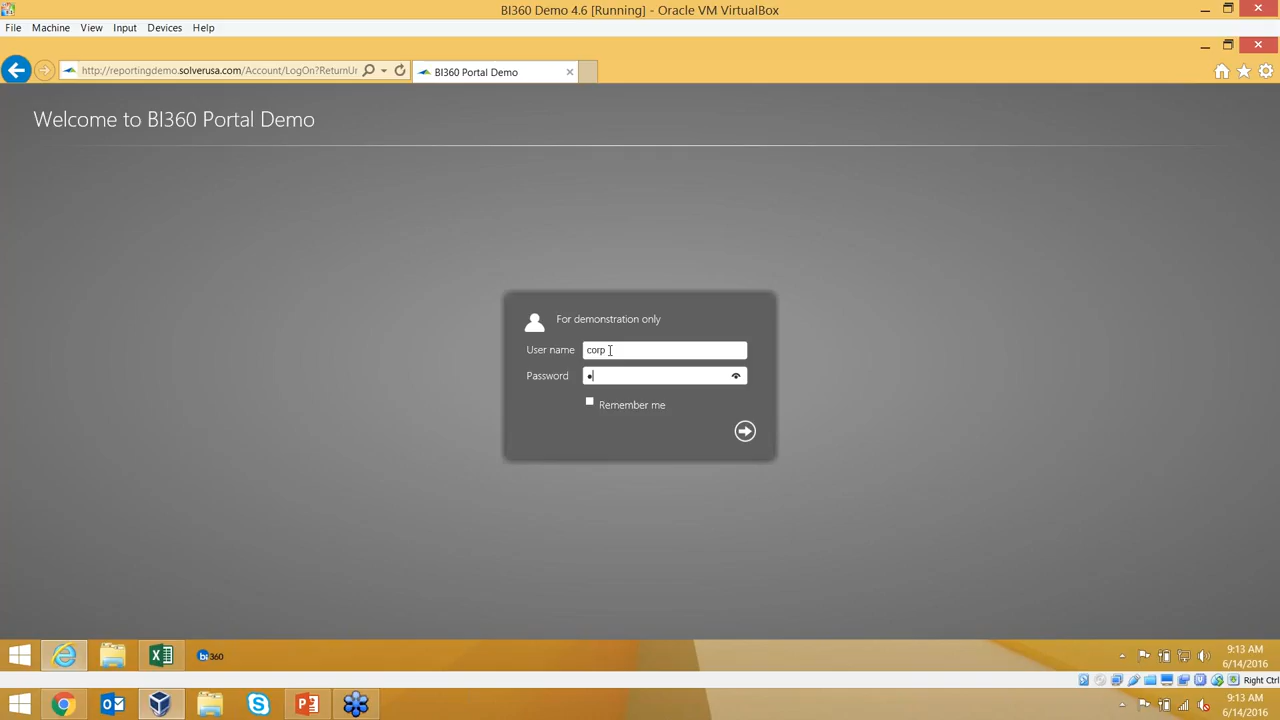 BI360 Demo 4.6 [Running] - Oracle VM VirtualBox
File Machine View Input Devices Help
http://reportingdemo.solverusa.com/Account/LogOn?ReturnUr
BI360 Portal Demo
Welcome to BI360 Portal Demo
For demonstration only
User name corp
Password
Remember me
bi360
9:13 AM
6/14/2016
Right Ctrl
9:13 AM
6/14/2016